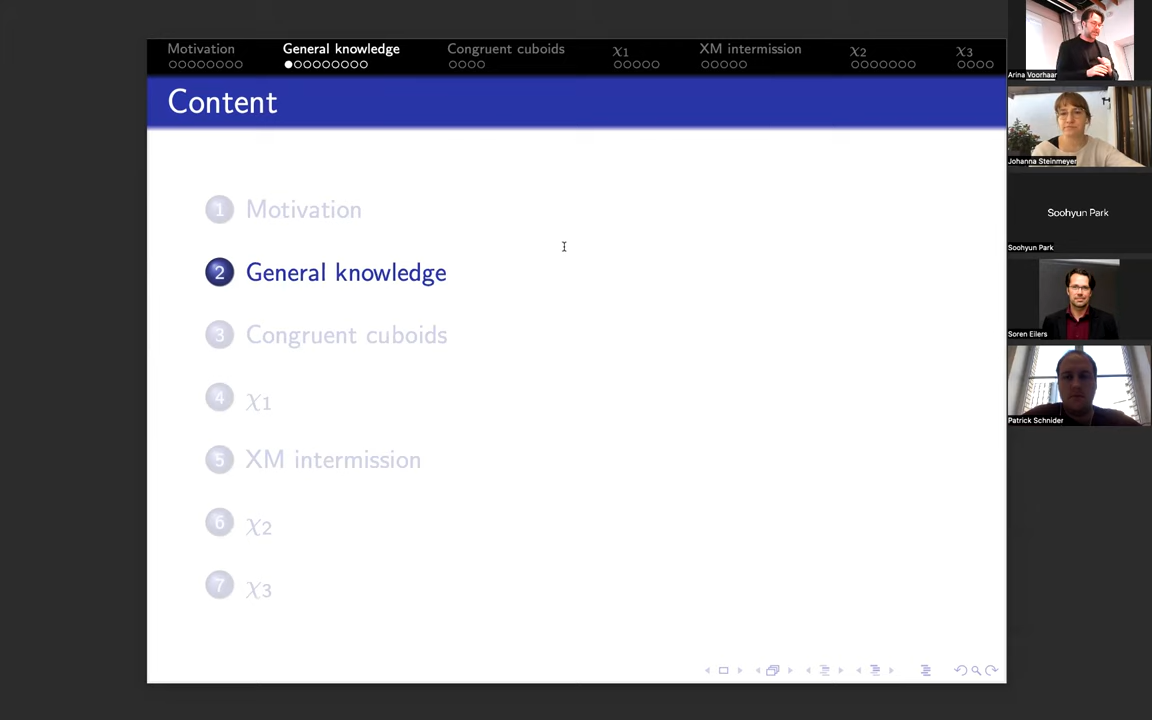 Motivation General knowledge Congruent cuboids χ1 XM intermission χ2 χ3
Content
1 Motivation
2 General knowledge
3 Congruent cuboids
4 χ1
5 XM intermission
6 χ2
7 χ3
Arina Voorhaar
Johanna Steinmeyer
Soohyun Park
Soohyun Park
Soren Eilers
Patrick Schnider